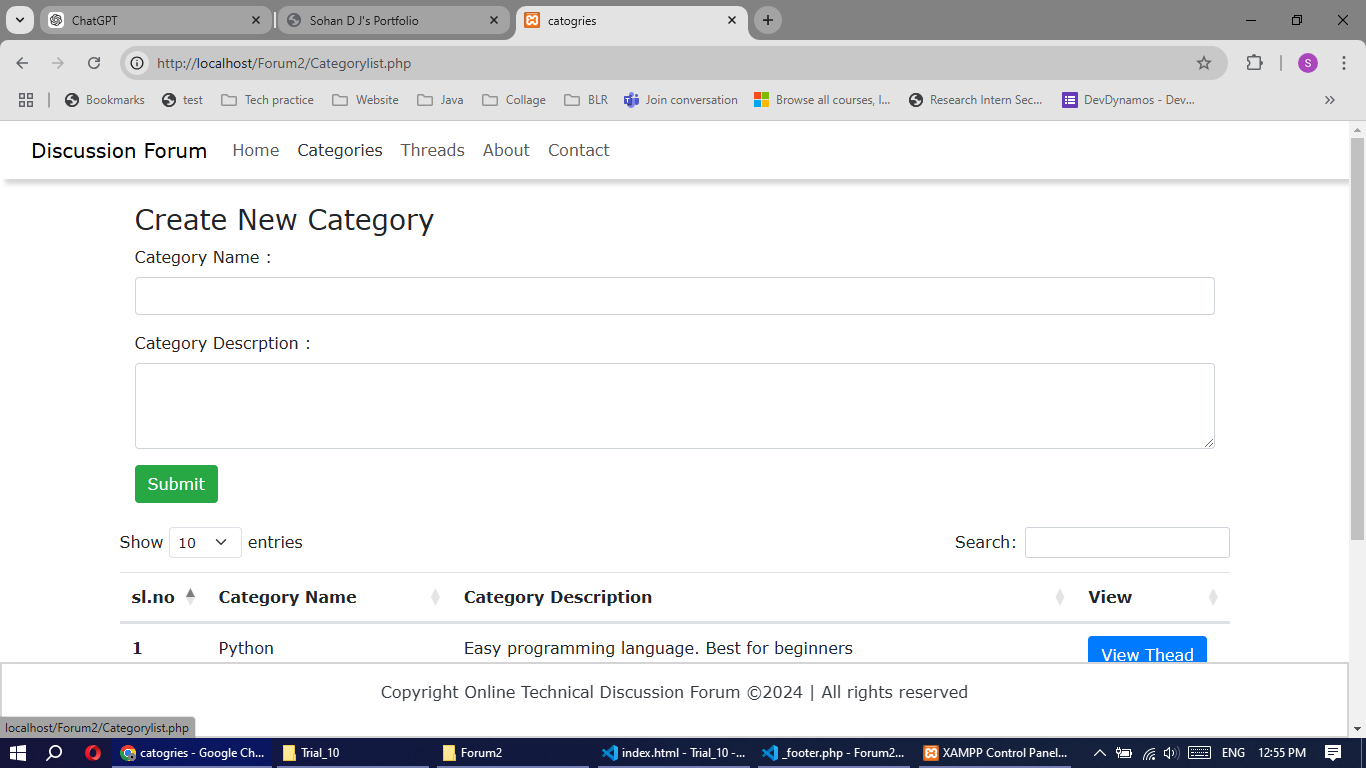 ChatGPT
Sohan D J's Portfolio
catogries
http://localhost/Forum2/Categorylist.php
S
Bookmarks
test
Tech practice
Website
Java
Collage
BLR
Join conversation
Browse all courses, l...
Research Intern Sec...
DevDynamos - Dev...
Discussion Forum
Home
Categories
Threads
About
Contact
Create New Category
Category Name :
Category Descrption :
Submit
Show 10 entries
Search:
sl.no
Category Name
Category Description
View
1
Python
Easy programming language. Best for beginners
View Thead
Copyright Online Technical Discussion Forum ©2024 | All rights reserved
localhost/Forum2/Categorylist.php
catogries - Google Ch...
Trial_10
Forum2
index.html - Trial_10 -...
_footer.php - Forum2...
XAMPP Control Panel...
ENG
12:55 PM